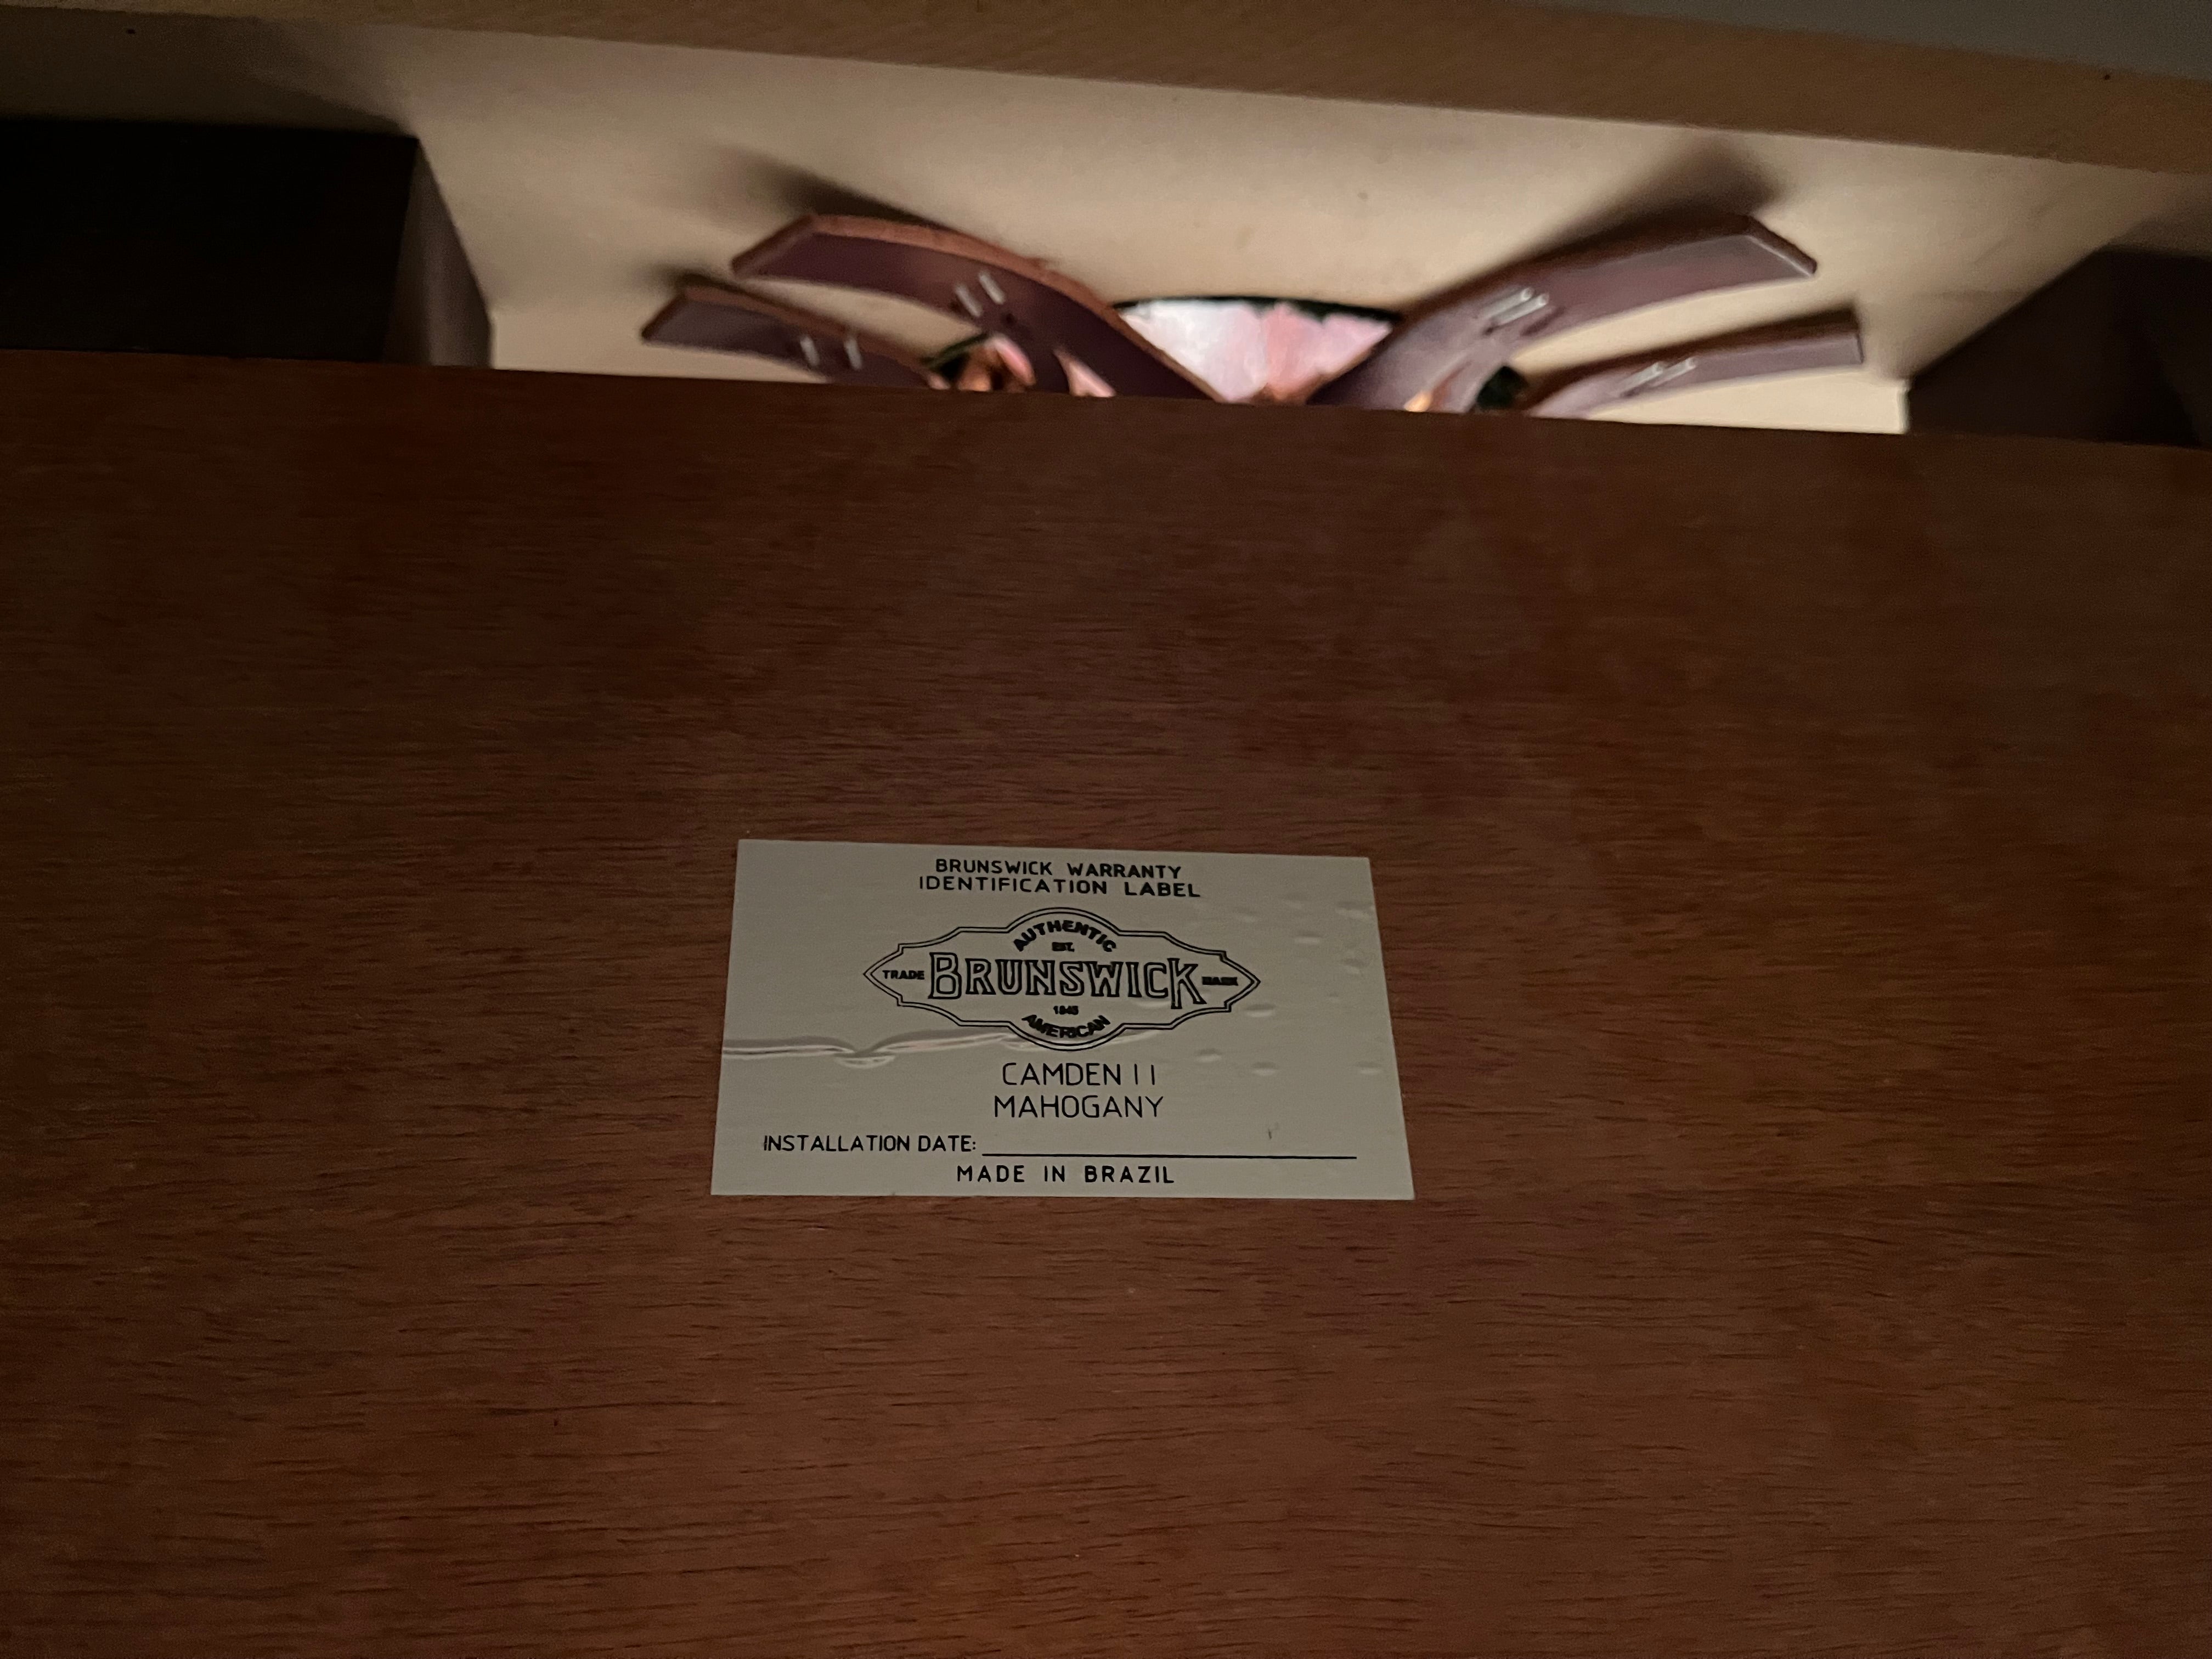 BRUNSWICK WARRANTY
IDENTIFICATION LABEL
AUTHENTIC
EST.
TRADE BRUNSWICK MARK
1845
AMERICAN
CAMDEN II
MAHOGANY
INSTALLATION DATE:
MADE IN BRAZIL